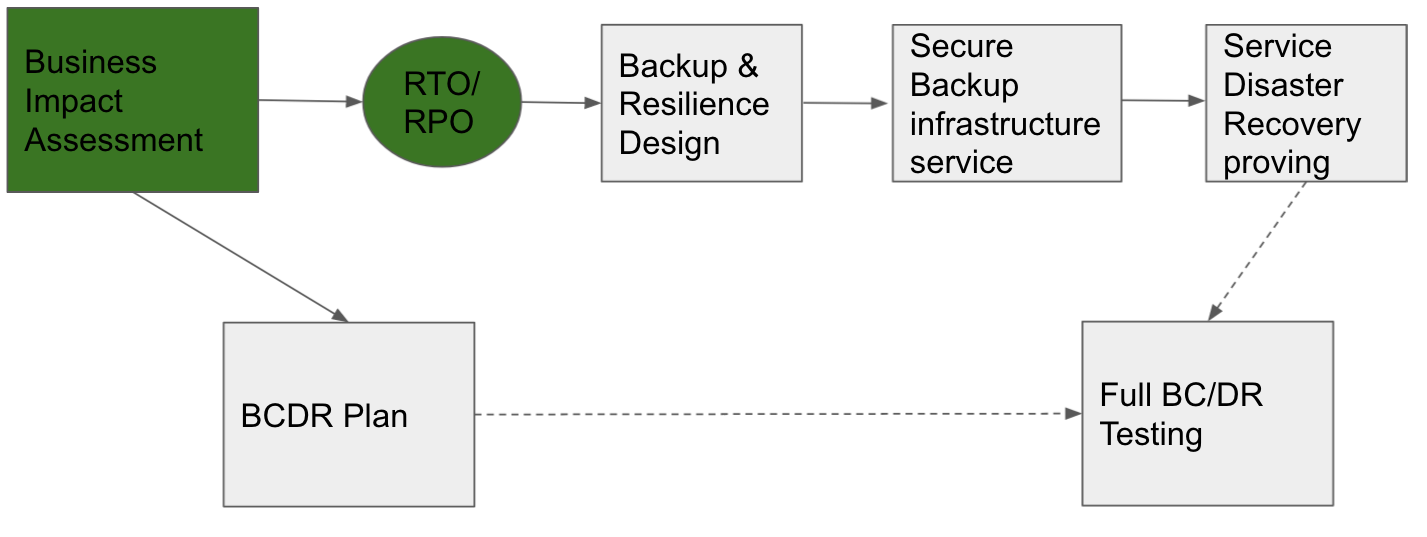 Business
Impact
Assessment
RTO/
RPO
Backup &
Resilience
Design
Secure
Backup
infrastructure
service
Service
Disaster
Recovery
proving
BCDR Plan
Full BC/DR
Testing